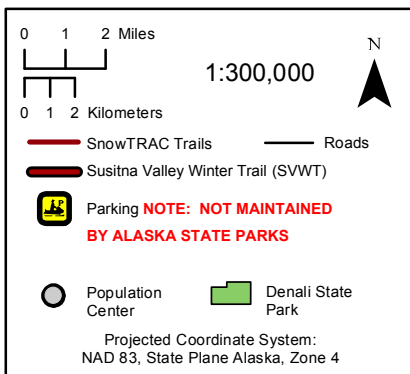 0 1 2 Miles
0 1 2 Kilometers
1:300,000
N
SnowTRAC Trails
Roads
Susitna Valley Winter Trail (SVWT)
Parking NOTE: NOT MAINTAINED
BY ALASKA STATE PARKS
Population
Center
Denali State
Park
Projected Coordinate System:
NAD 83, State Plane Alaska, Zone 4